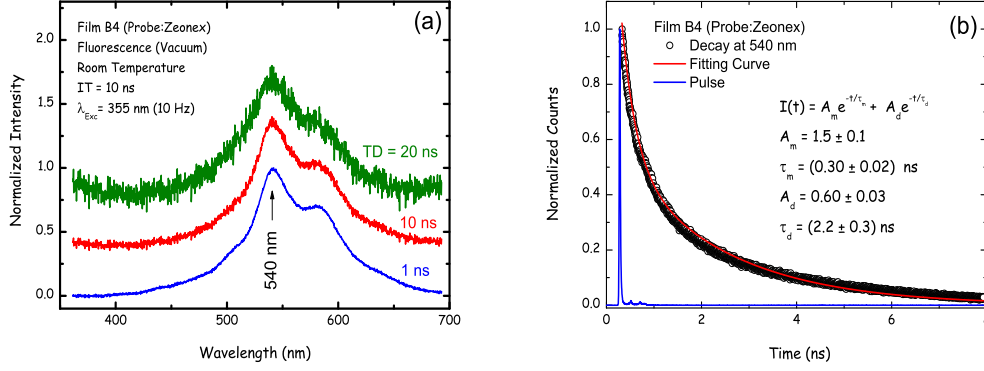 (a)
Film B4 (Probe:Zeonex)
Fluorescence (Vacuum)
Room Temperature
IT = 10 ns
λExc= 355 nm (10 Hz)
TD = 20 ns
10 ns
1 ns
540 nm
2.0
1.5
1.0
0.5
0.0
400
500
600
700
Normalized Intensity
Wavelength (nm)
(b)
Film B4 (Probe:Zeonex)
Decay at 540 nm
Fitting Curve
Pulse
I(t) = Ame-t/τm + Ade-t/τd
Am = 1.5 ± 0.1
τm = (0.30 ± 0.02) ns
Ad = 0.60 ± 0.03
τd = (2.2 ± 0.3) ns
1.0
0.8
0.6
0.4
0.2
0.0
0
2
4
6
Normalized Counts
Time (ns)